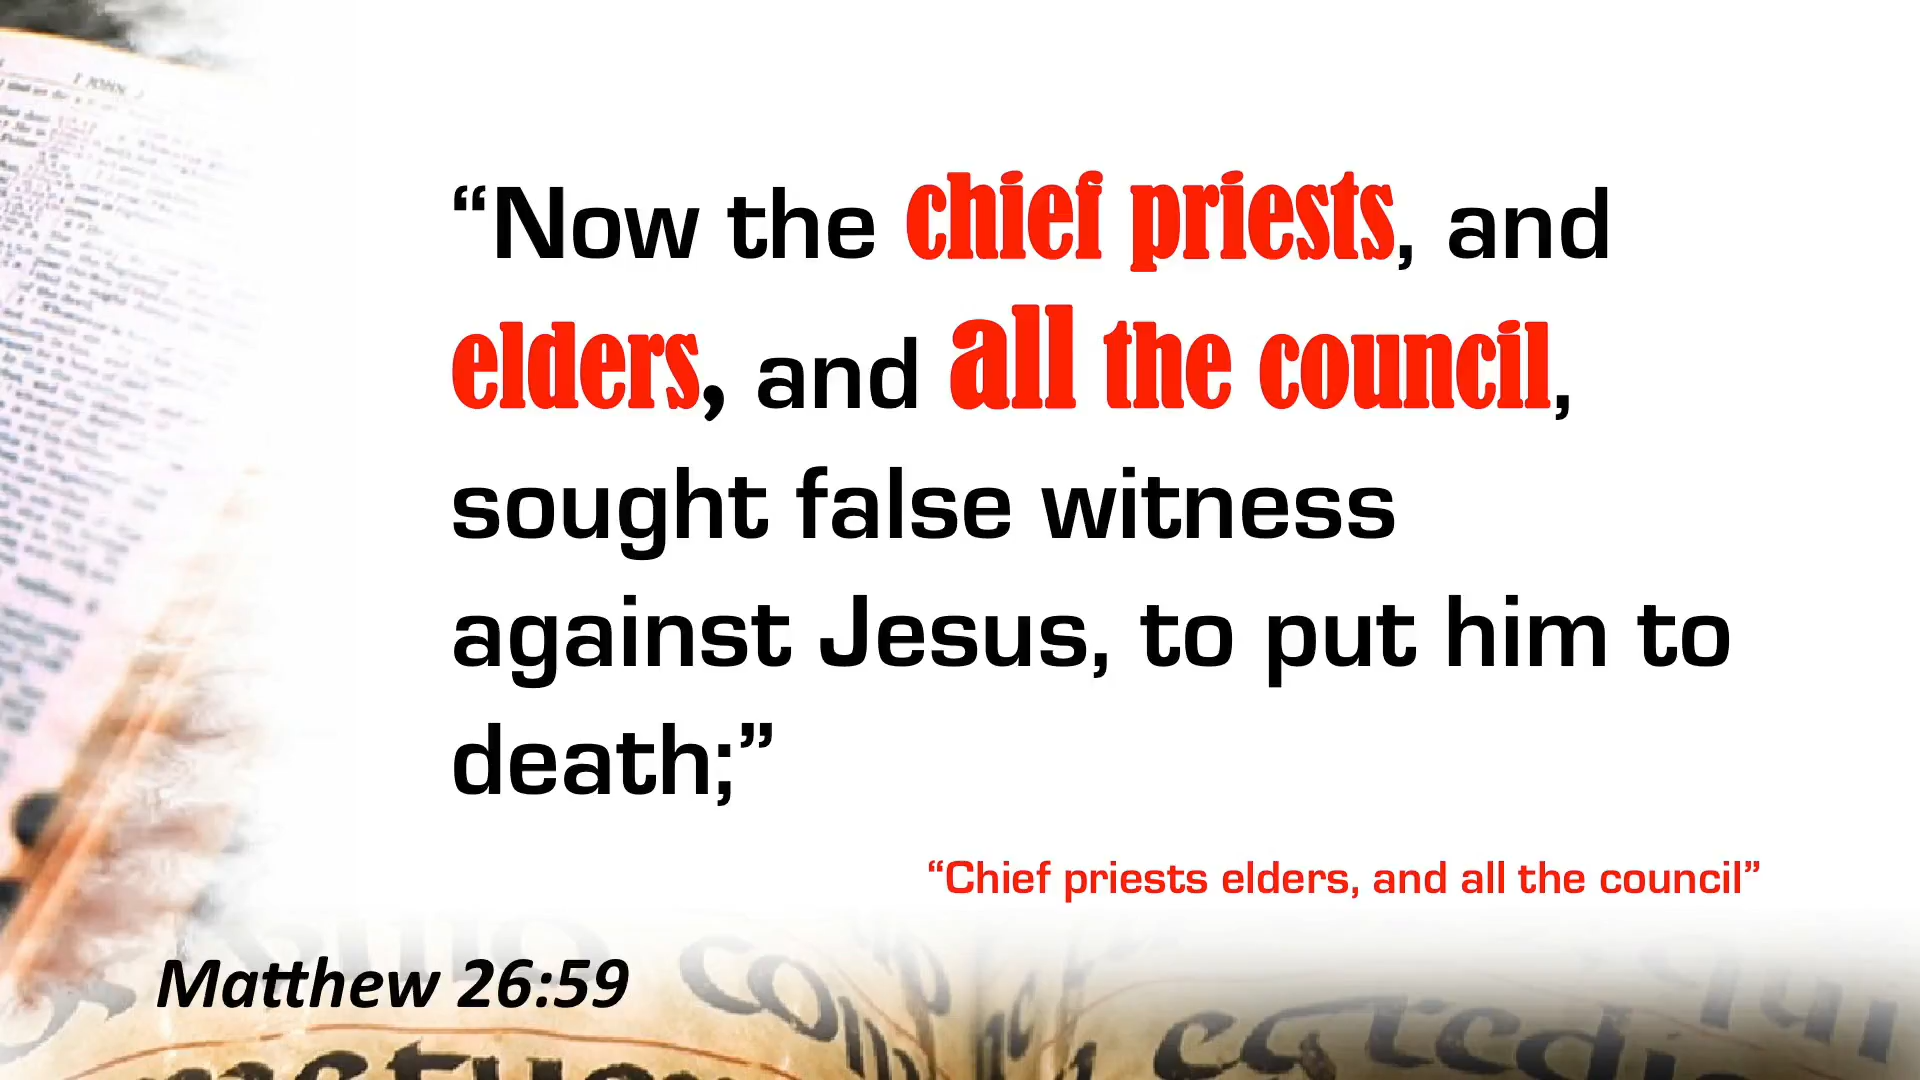 I JOHN
“Now the chief priests, and
elders, and all the council,
sought false witness
against Jesus, to put him to
death;”
“Chief priests elders, and all the council”
Matthew 26:59